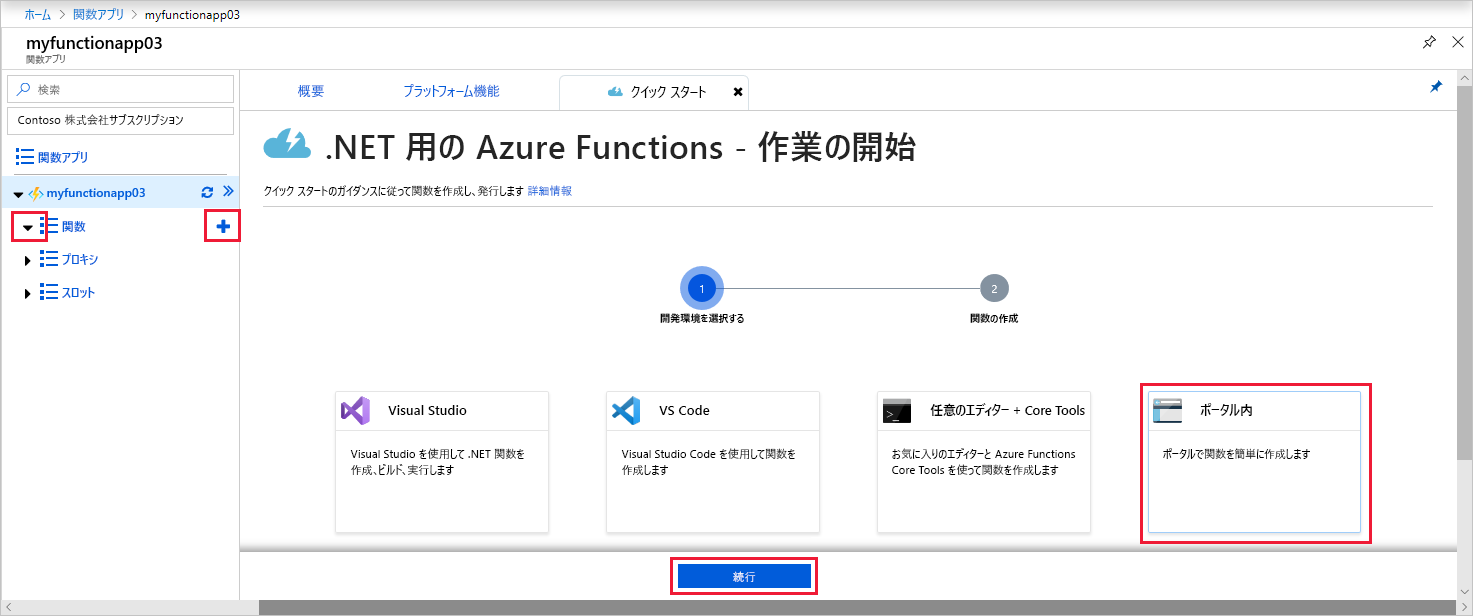 ホーム > 関数アプリ > myfunctionapp03
myfunctionapp03
関数アプリ
検索
Contoso 株式会社サブスクリプション
関数アプリ
myfunctionapp03
関数
プロキシ
スロット
概要
プラットフォーム機能
クイック スタート
.NET 用の Azure Functions - 作業の開始
クイック スタートのガイダンスに従って関数を作成し、発行します 詳細情報
1
2
開発環境を選択する
関数の作成
Visual Studio
Visual Studio を使用して .NET 関数を
作成、ビルド、実行します
VS Code
Visual Studio Code を使用して関数を
作成します
任意のエディター + Core Tools
お気に入りのエディターと Azure Functions
Core Tools を使って関数を作成します
ポータル内
ポータルで関数を簡単に作成します
続行